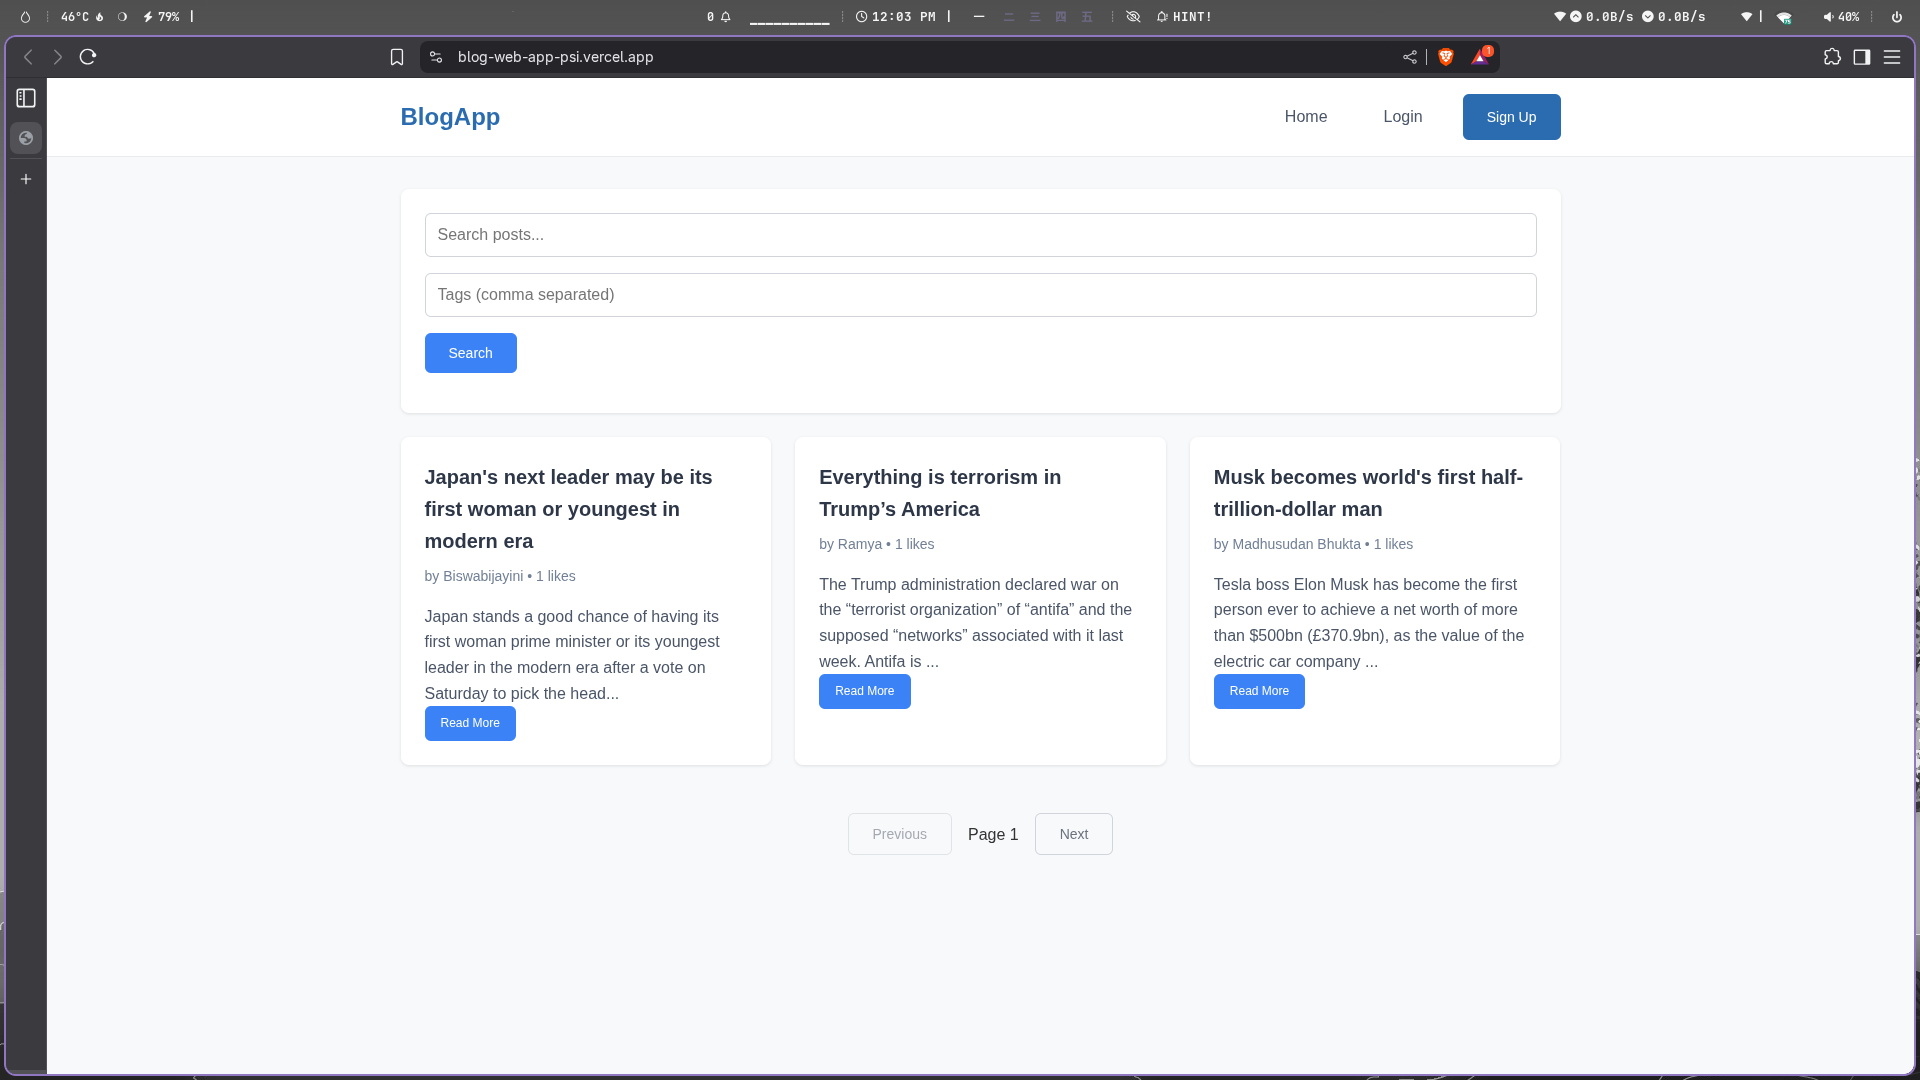 46°C 79% 0 12:03 PM 一 二 三 四 五 HINT! 0.0B/s 0.0B/s 40%
blog-web-app-psi.vercel.app 1
BlogApp Home Login Sign Up
Search posts...
Tags (comma separated)
Search
Japan's next leader may be its
first woman or youngest in
modern era
by Biswabijayini • 1 likes
Japan stands a good chance of having its
first woman prime minister or its youngest
leader in the modern era after a vote on
Saturday to pick the head...
Read More
Everything is terrorism in
Trump’s America
by Ramya • 1 likes
The Trump administration declared war on
the “terrorist organization” of “antifa” and the
supposed “networks” associated with it last
week. Antifa is ...
Read More
Musk becomes world's first half-
trillion-dollar man
by Madhusudan Bhukta • 1 likes
Tesla boss Elon Musk has become the first
person ever to achieve a net worth of more
than $500bn (£370.9bn), as the value of the
electric car company ...
Read More
Previous Page 1 Next